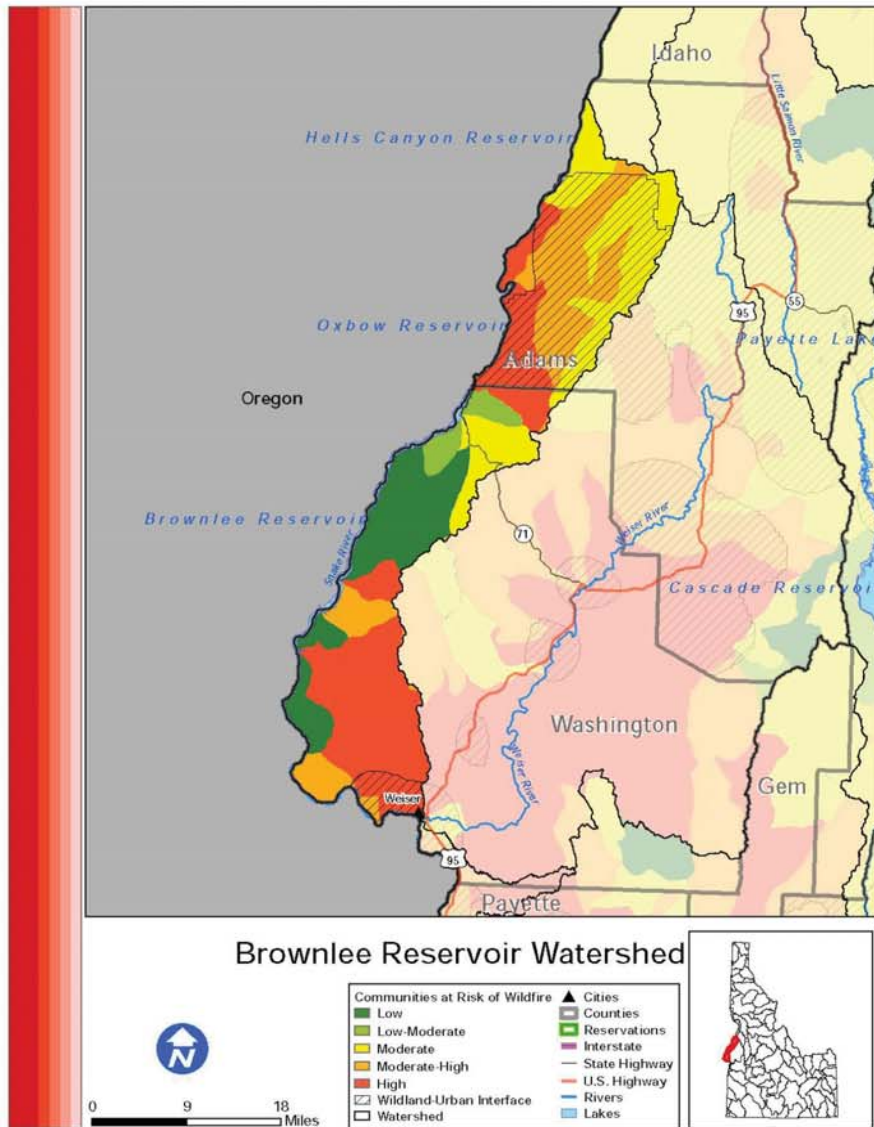 Idaho
Little Salmon River
Hells Canyon Reservoir
55
95
Oxbow Reservoir
Payette Lake
Adams
Oregon
Brownlee Reservoir
Snake River
71
Weiser River
Cascade Reservoir
Washington
Weiser River
Gem
Weiser
95
Payette
Brownlee Reservoir Watershed
Communities at Risk of Wildfire
Low
Low-Moderate
Moderate
Moderate-High
High
Wildland-Urban Interface
Watershed
Cities
Counties
Reservations
Interstate
State Highway
U.S. Highway
Rivers
Lakes
N
0 9 18
Miles